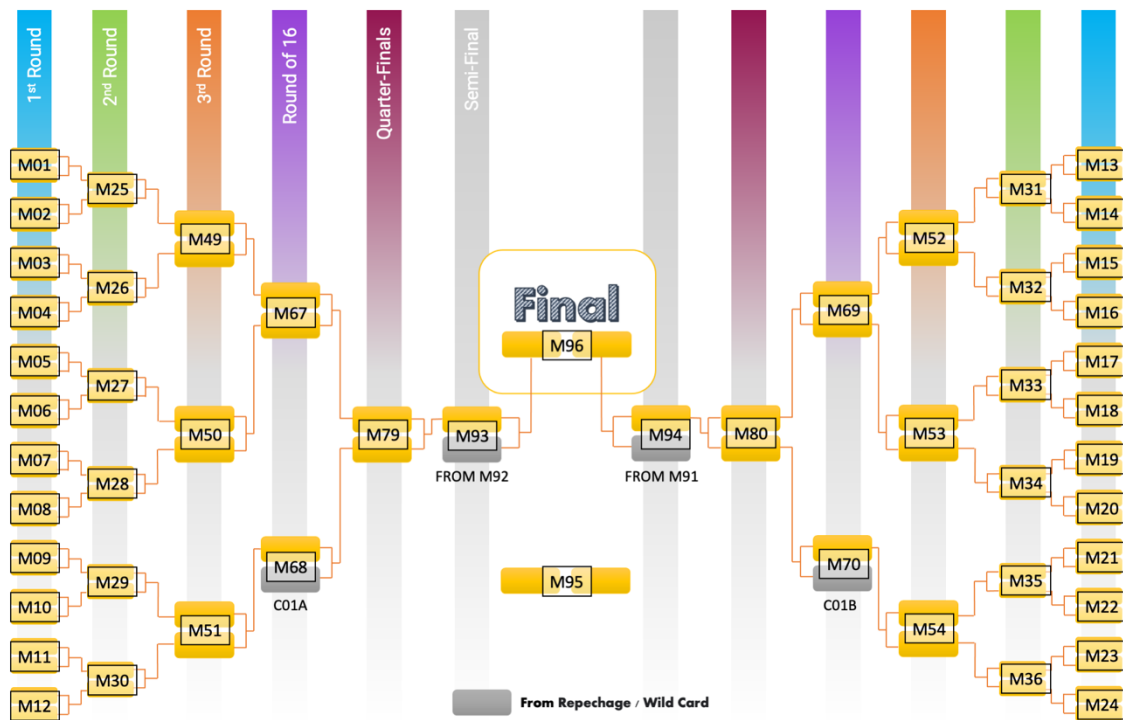 1st Round
2nd Round
3rd Round
Round of 16
Quarter-Finals
Semi-Final
M01
M02
M03
M04
M05
M06
M07
M08
M09
M10
M11
M12
M25
M26
M27
M28
M29
M30
M49
M50
M51
M67
M68
C01A
M79
M93
FROM M92
Final
M96
M95
M94
FROM M91
M80
M69
M70
C01B
M52
M53
M54
M31
M32
M33
M34
M35
M36
M13
M14
M15
M16
M17
M18
M19
M20
M21
M22
M23
M24
From Repechage / Wild Card